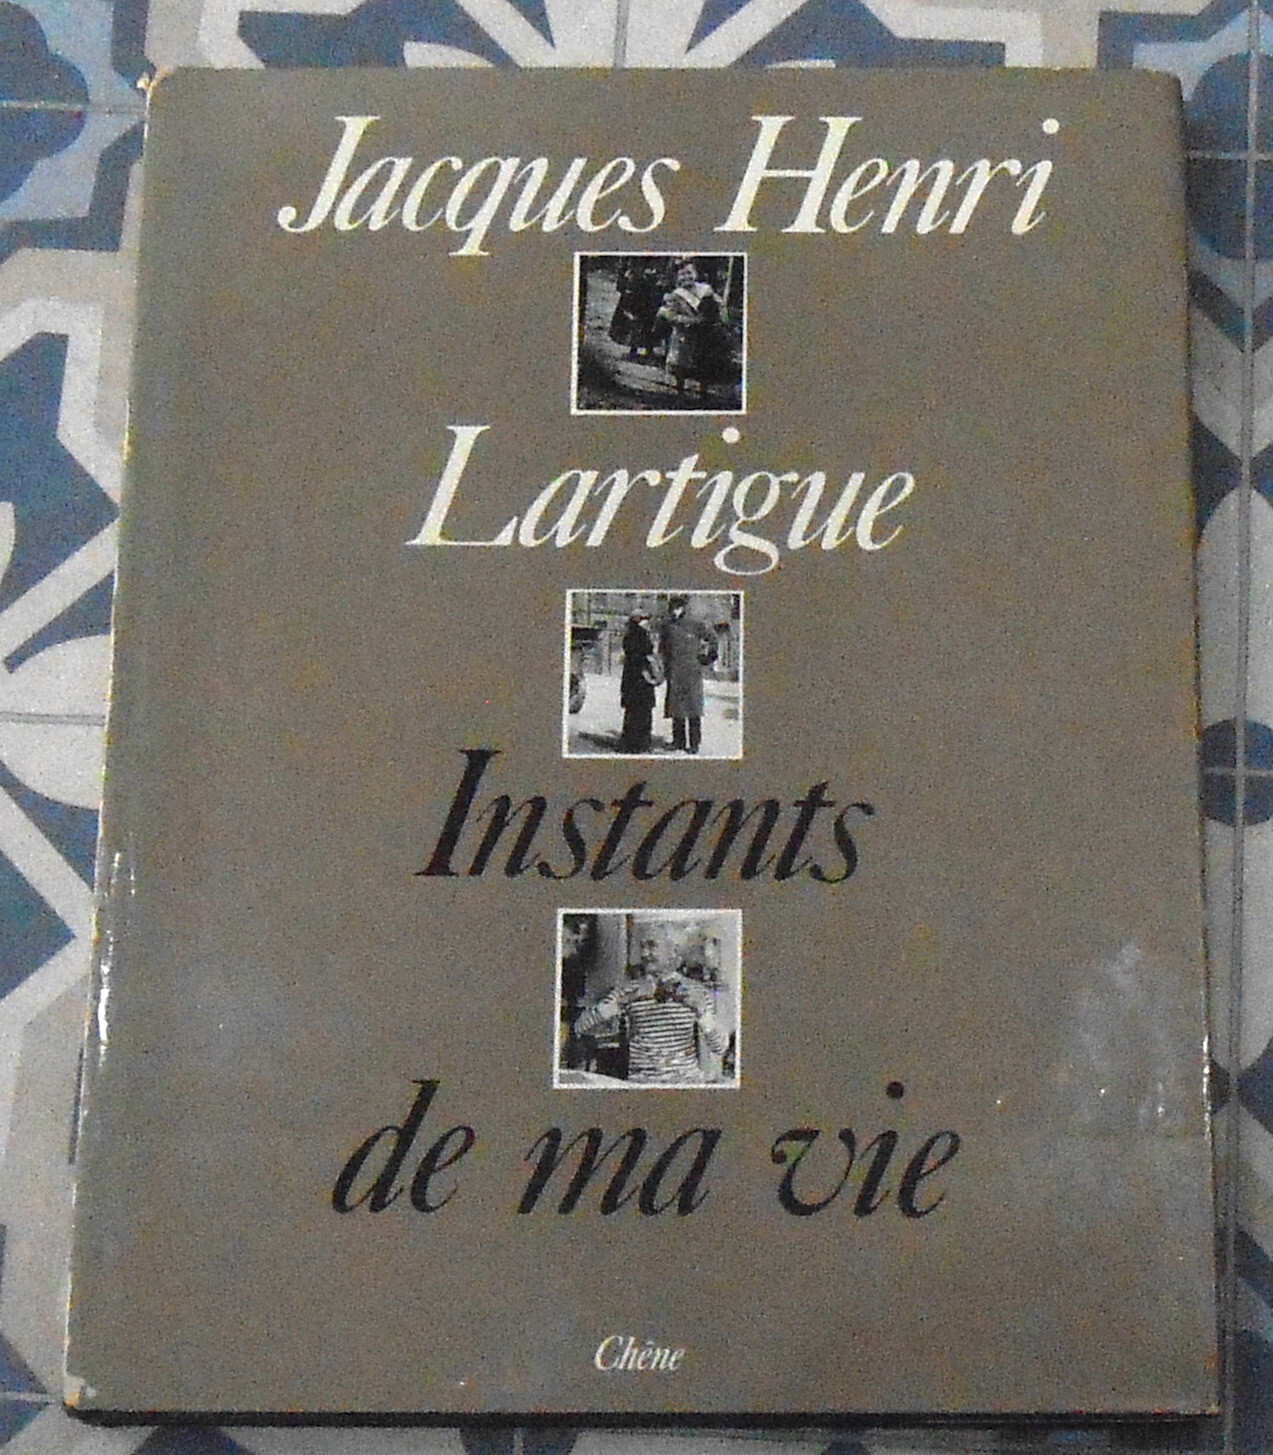 Jacques Henri
Lartigue
Instants
de ma vie
Chêne